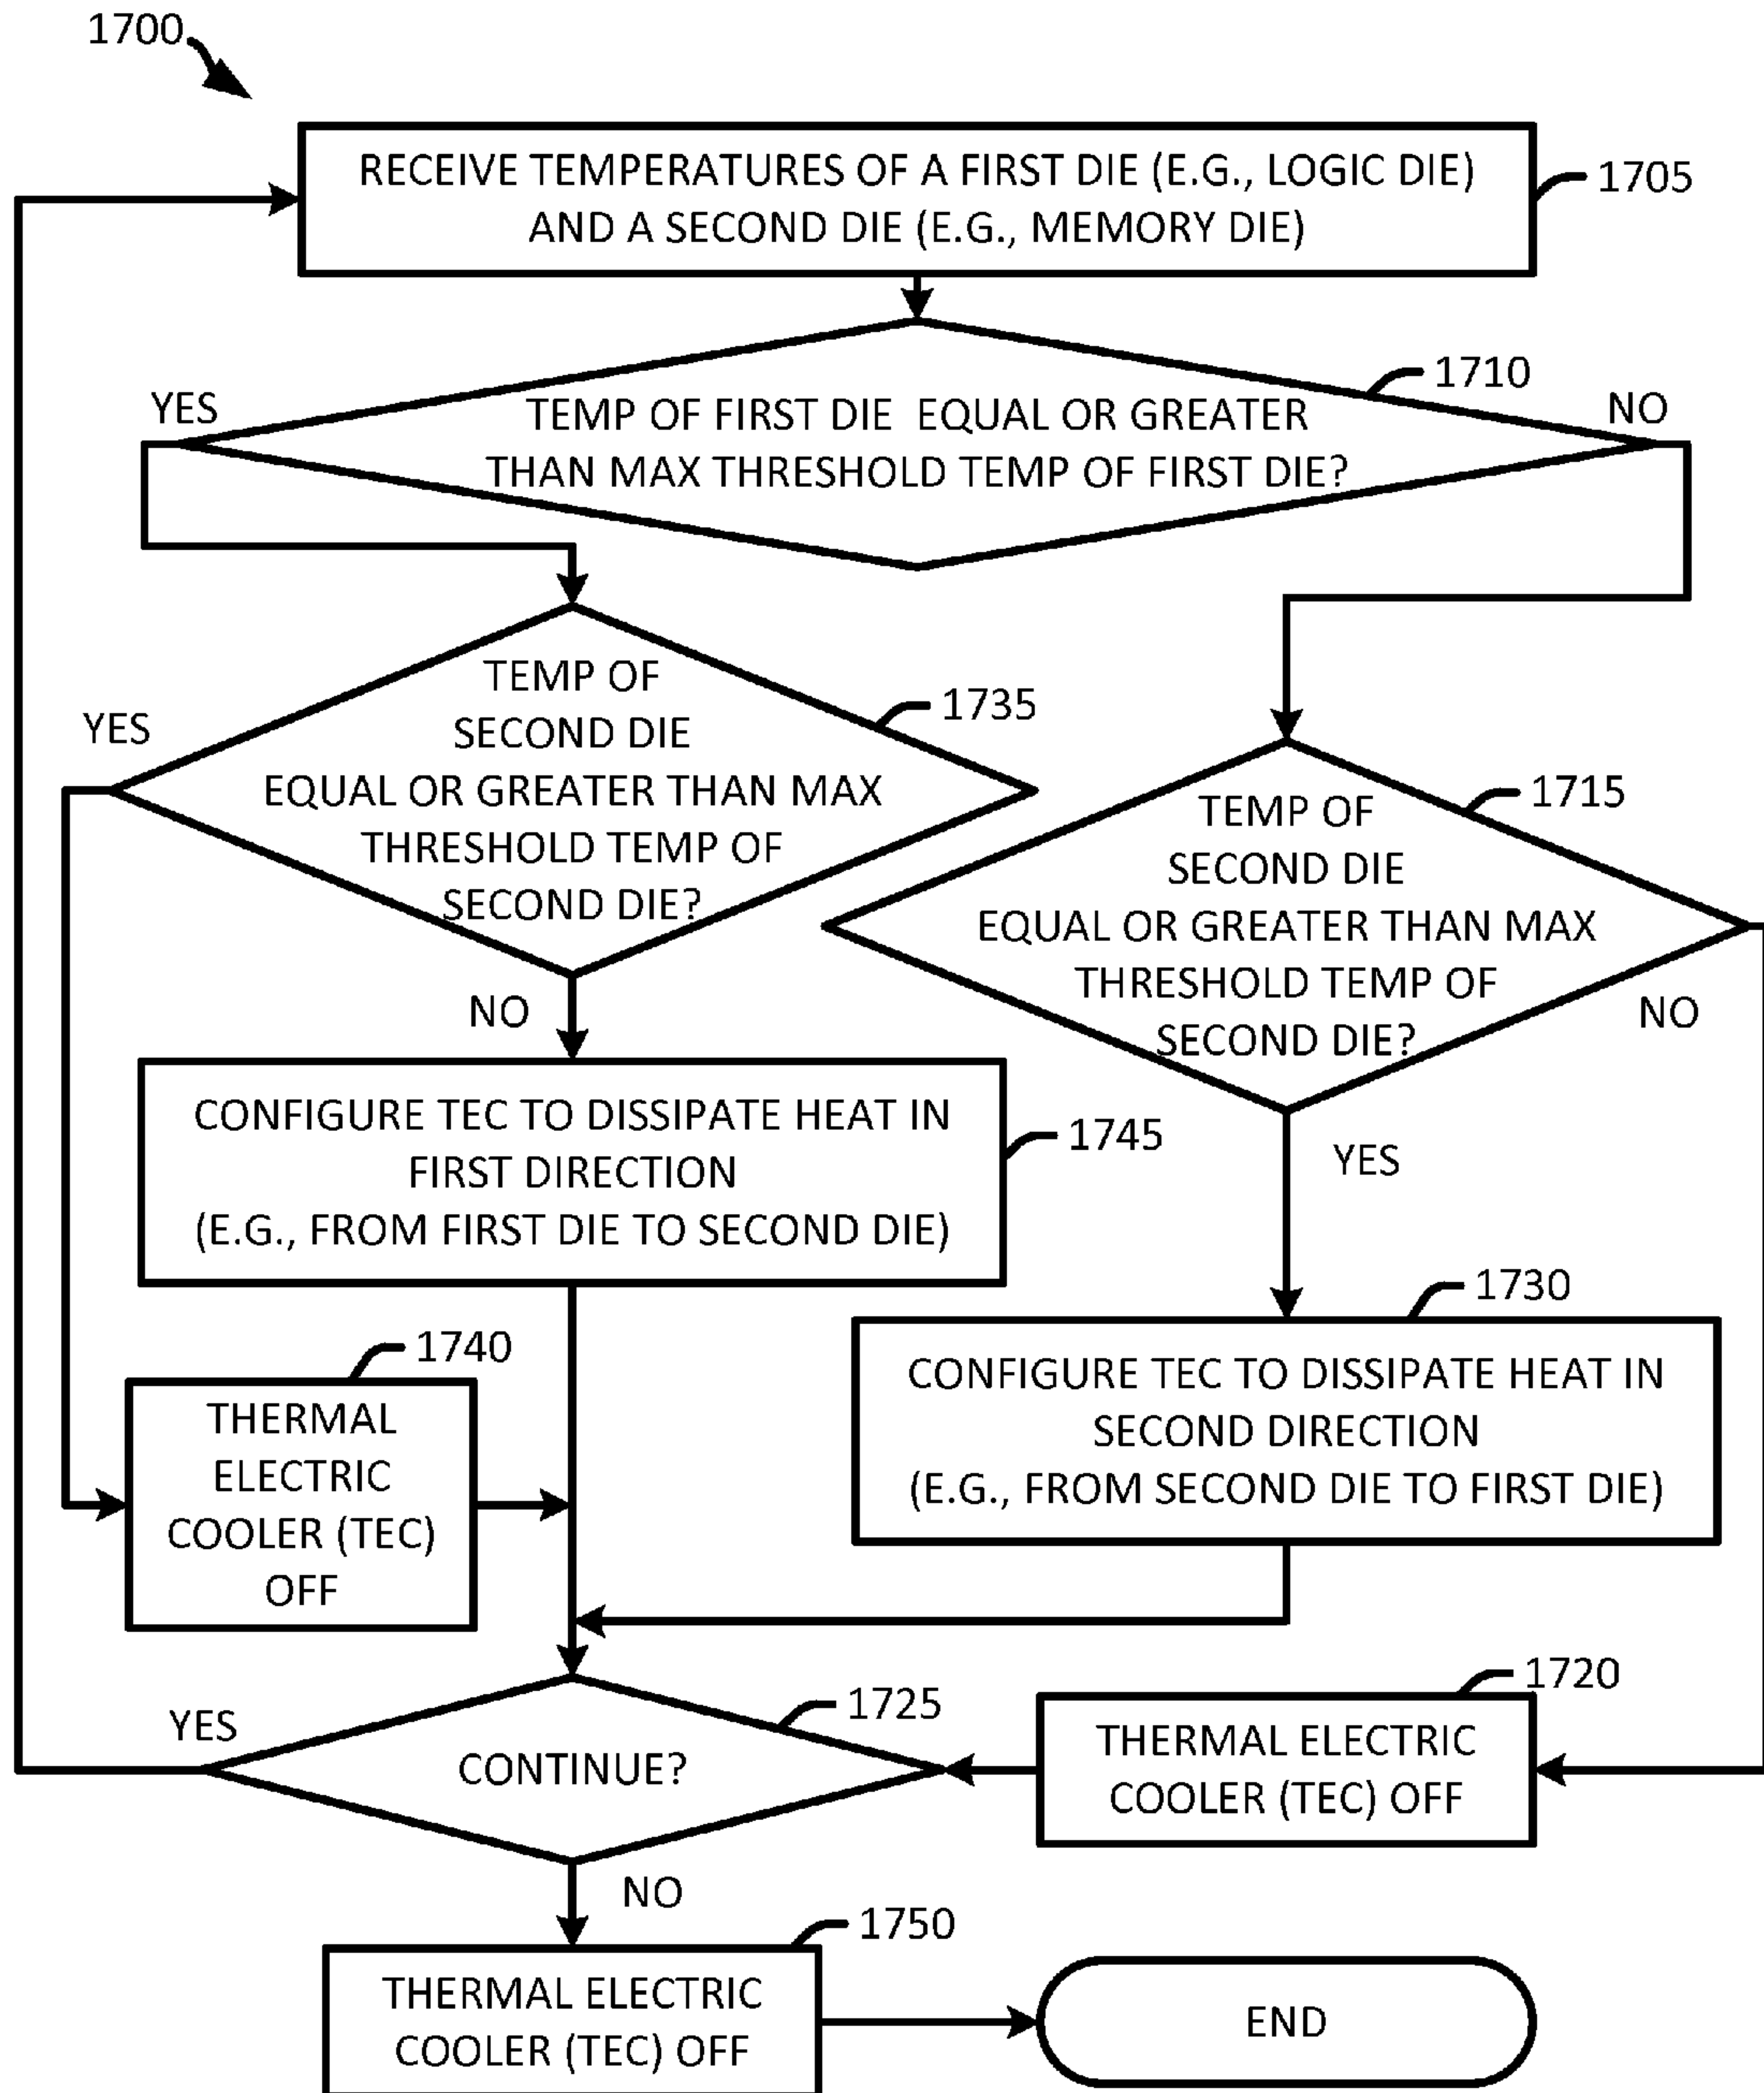 1700
RECEIVE TEMPERATURES OF A FIRST DIE (E.G., LOGIC DIE)
AND A SECOND DIE (E.G., MEMORY DIE)
1705
1710
YES
NO
TEMP OF FIRST DIE EQUAL OR GREATER
THAN MAX THRESHOLD TEMP OF FIRST DIE?
YES
TEMP OF
SECOND DIE
EQUAL OR GREATER THAN MAX
THRESHOLD TEMP OF
SECOND DIE?
1735
NO
TEMP OF
SECOND DIE
EQUAL OR GREATER THAN MAX
THRESHOLD TEMP OF
SECOND DIE?
1715
NO
YES
CONFIGURE TEC TO DISSIPATE HEAT IN
FIRST DIRECTION
(E.G., FROM FIRST DIE TO SECOND DIE)
1745
1730
CONFIGURE TEC TO DISSIPATE HEAT IN
SECOND DIRECTION
(E.G., FROM SECOND DIE TO FIRST DIE)
1740
THERMAL
ELECTRIC
COOLER (TEC)
OFF
YES
CONTINUE?
1725
1720
THERMAL ELECTRIC
COOLER (TEC) OFF
NO
1750
THERMAL ELECTRIC
COOLER (TEC) OFF
END